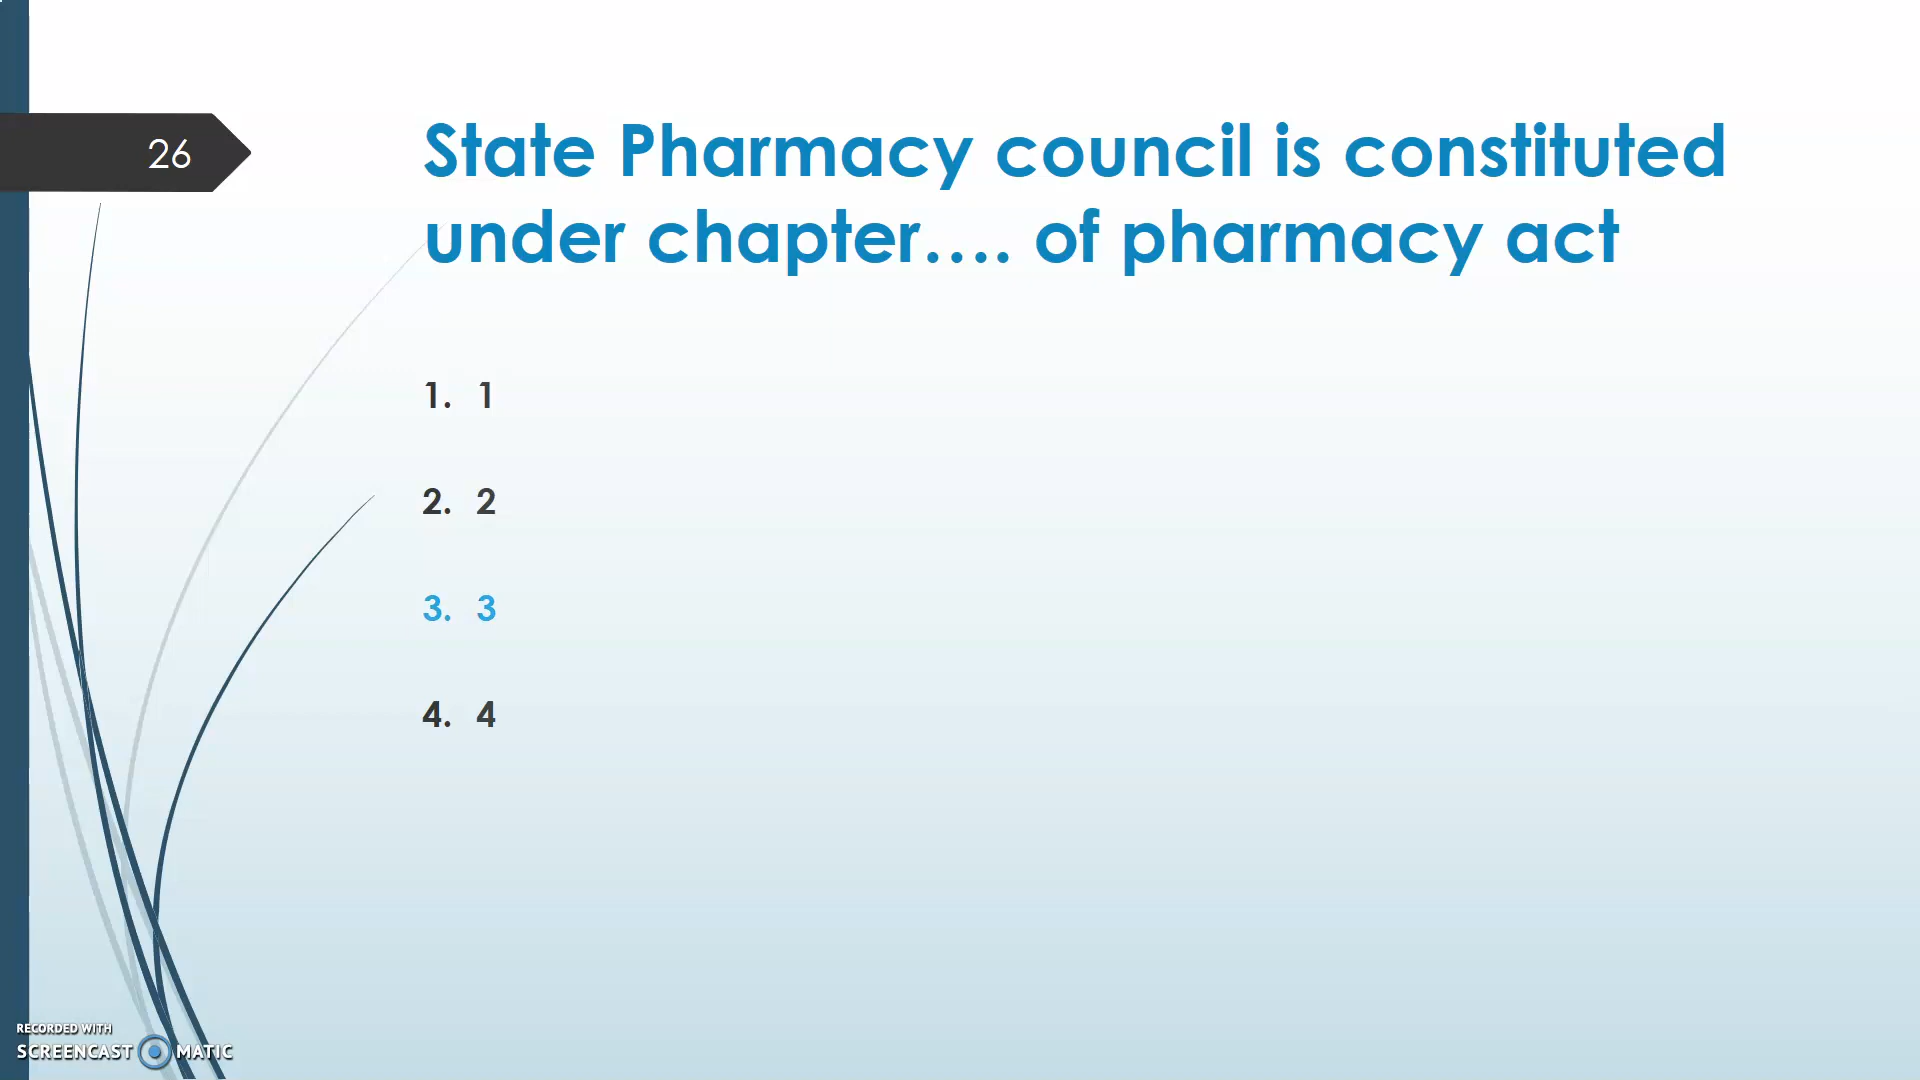 26
State Pharmacy council is constituted
under chapter.... of pharmacy act
1. 1
2. 2
3. 3
4. 4
RECORDED WITH
SCREENCAST MATIC